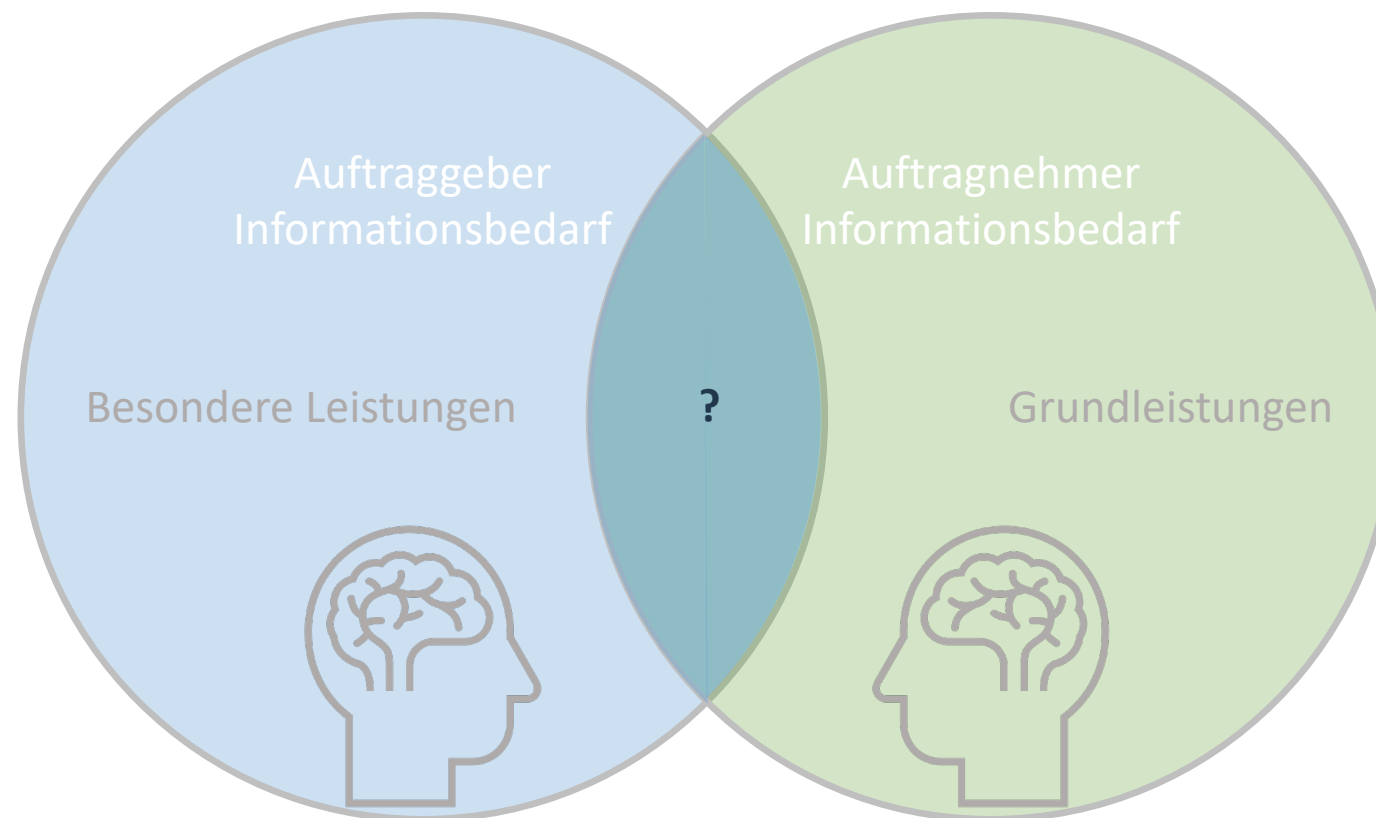 Auftraggeber
Informationsbedarf
Auftragnehmer
Informationsbedarf
Besondere Leistungen
?
Grundleistungen